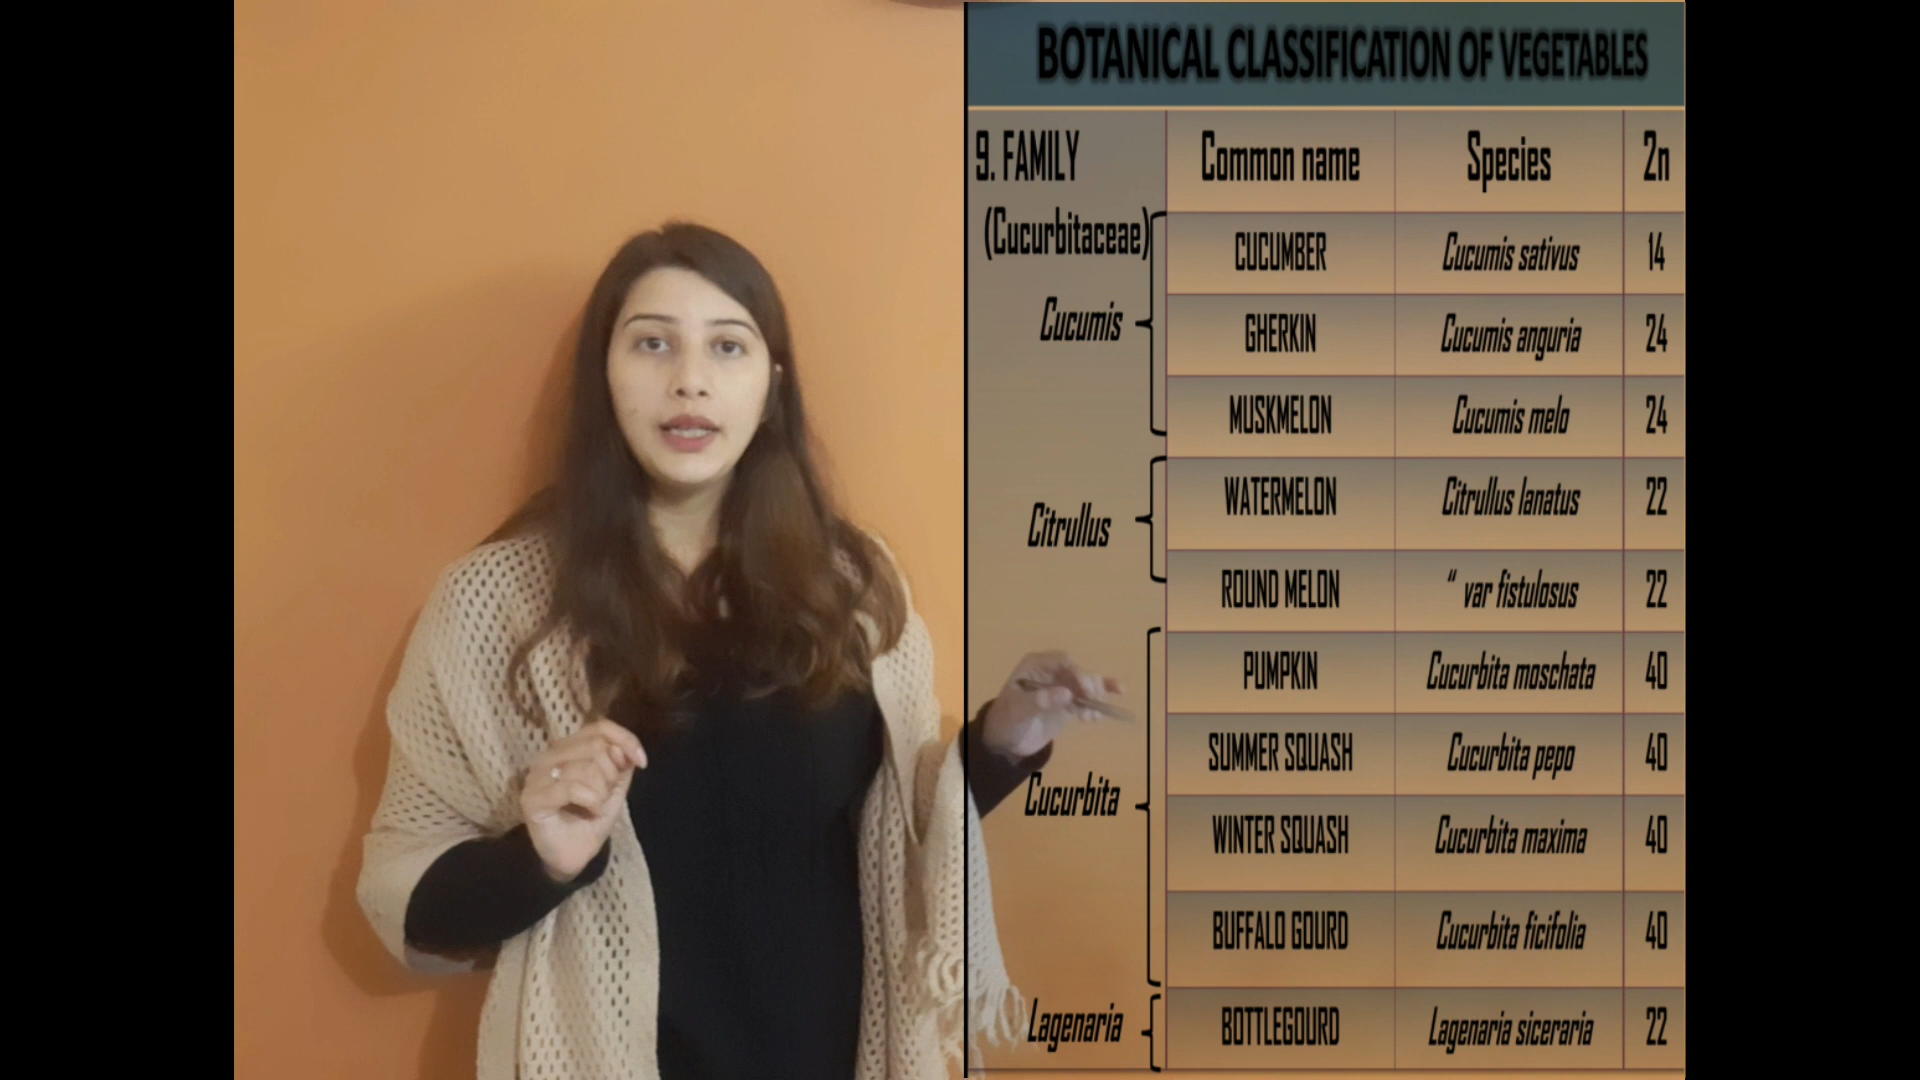 BOTANICAL CLASSIFICATION OF VEGETABLES
9. FAMILY Common name Species 2n
(Cucurbitaceae)
CUCUMBER Cucumis sativus 14
Cucumis
GHERKIN Cucumis anguria 24
MUSKMELON Cucumis melo 24
WATERMELON Citrullus lanatus 22
Citrullus
ROUND MELON “ var fistulosus 22
PUMPKIN Cucurbita moschata 40
SUMMER SQUASH Cucurbita pepo 40
Cucurbita
WINTER SQUASH Cucurbita maxima 40
BUFFALO GOURD Cucurbita ficifolia 40
Lagenaria
BOTTLEGOURD Lagenaria siceraria 22